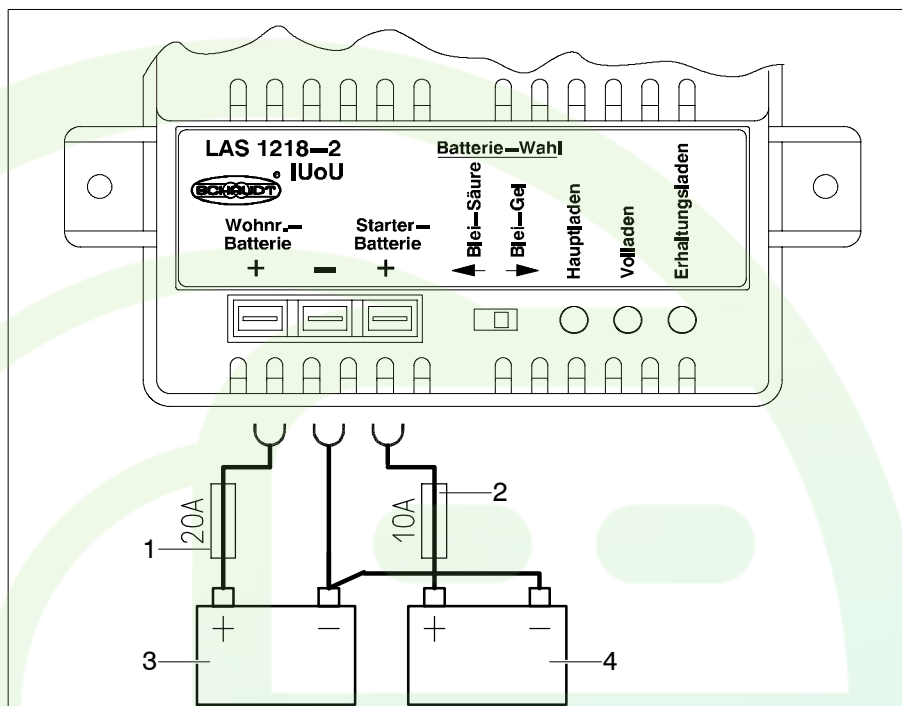 LAS 1218–2
IUoU
SCHAUDT
Batterie–Wahl
Wohnr.–
Batterie
+
–
Starter–
Batterie
+
Blei–Säure
Blei–Gel
Hauptladen
Volladen
Erhaltungsladen
20A
10A
1
2
+
–
+
–
3
4